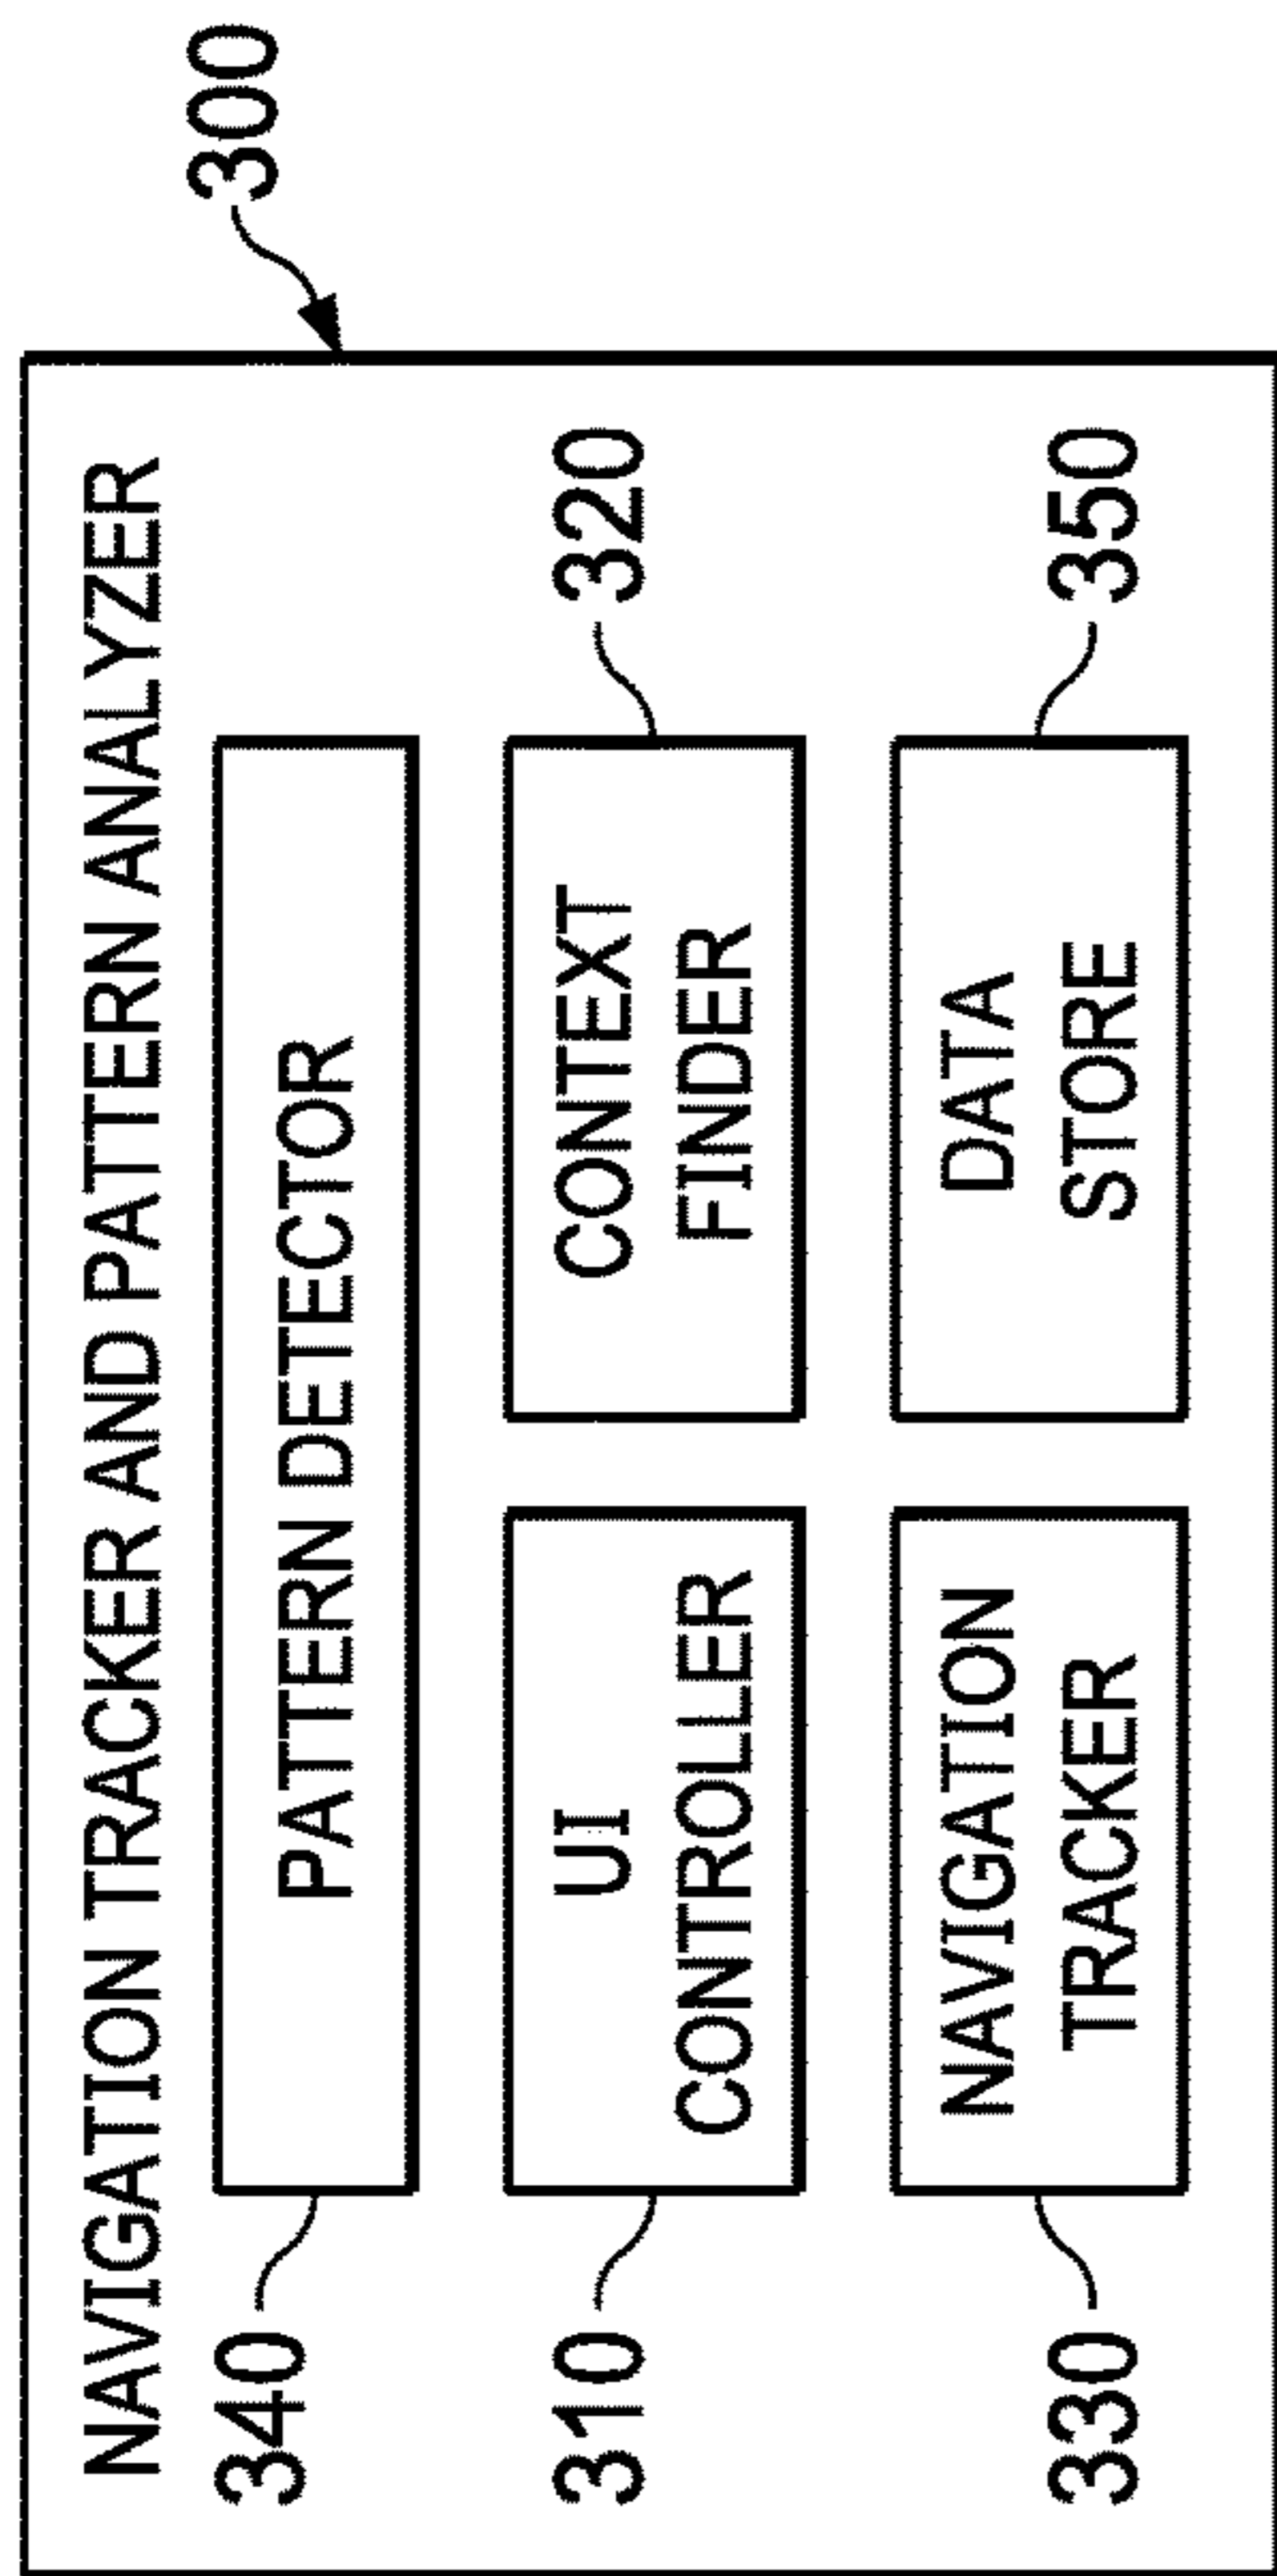 300
NAVIGATION TRACKER AND PATTERN ANALYZER
340
PATTERN DETECTOR
310
UI
CONTROLLER
CONTEXT
FINDER
320
330
NAVIGATION
TRACKER
DATA
STORE
350